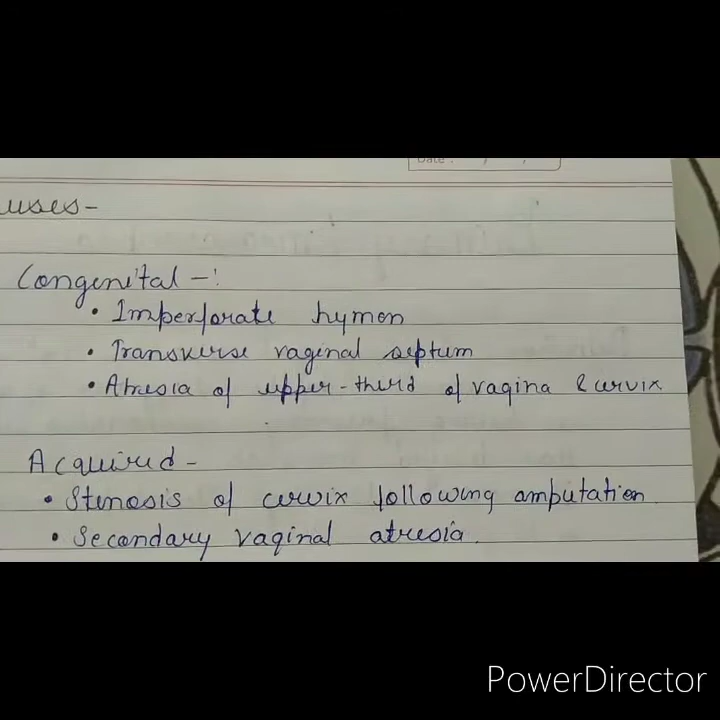 Date :
uses-
Congenital -:
• Imperforate hymen
• Transverse vaginal septum
• Atresia of upper-third of vagina & cervix
Acquired -
• Stenosis of cervix following amputation
• Secondary vaginal atresia.
PowerDirector